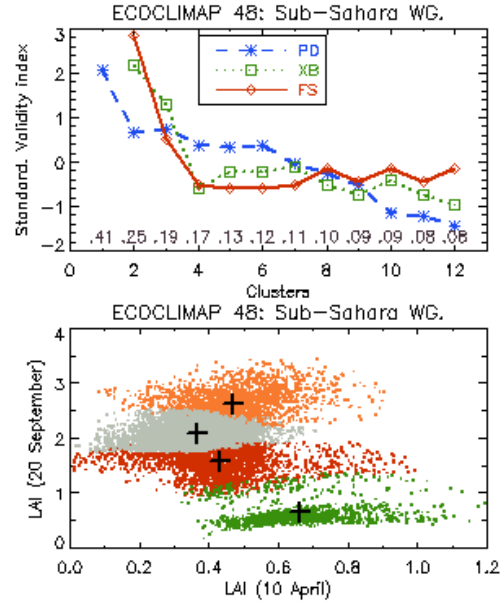 ECOCLIMAP 48: Sub-Sahara WG.
Standard. Validity index
3
2
1
0
−1
−2
PD
XB
FS
.41 .25 .19 .17 .13 .12 .11 .10 .09 .09 .08 .08
0 2 4 6 8 10 12
Clusters
ECOCLIMAP 48: Sub-Sahara WG.
LAI (20 September)
4
3
2
1
0
0.0 0.2 0.4 0.6 0.8 1.0 1.2
LAI (10 April)